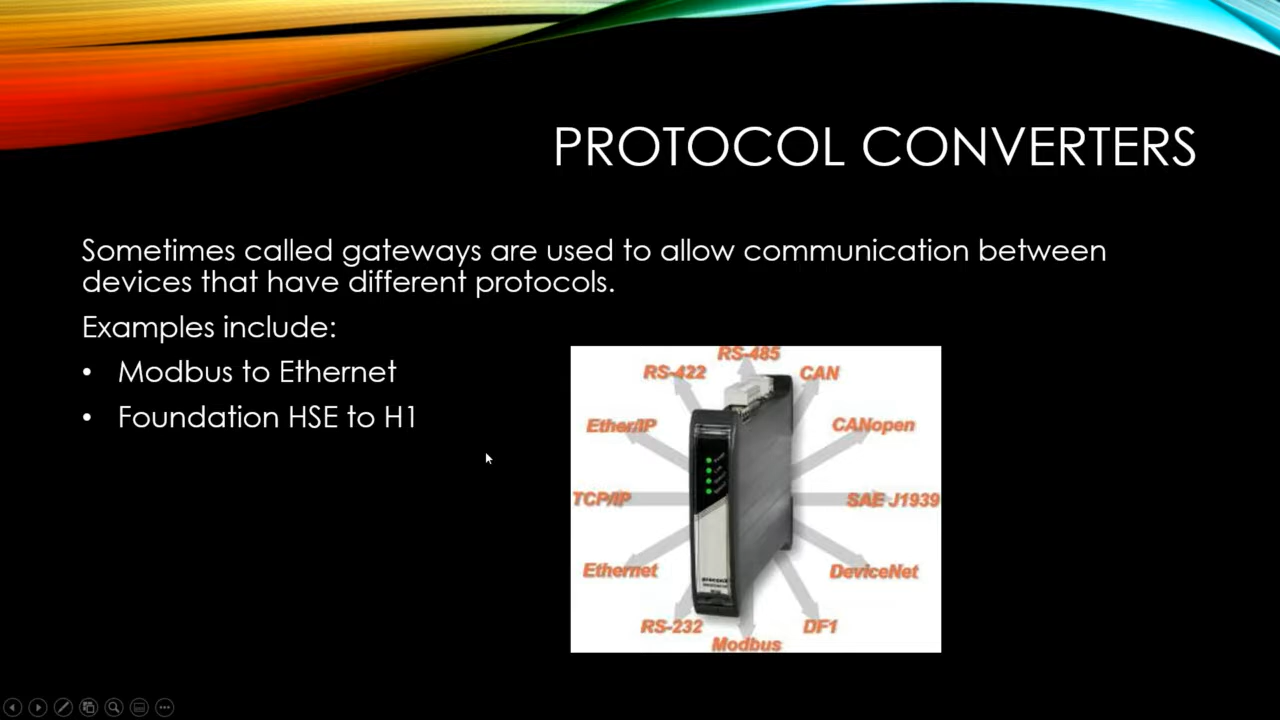 PROTOCOL CONVERTERS
Sometimes called gateways are used to allow communication between
devices that have different protocols.
Examples include:
• Modbus to Ethernet
• Foundation HSE to H1
RS-485
RS-422
CAN
Ether/IP
CANopen
TCP/IP
SAE J1939
Ethernet
DeviceNet
RS-232
DF1
Modbus